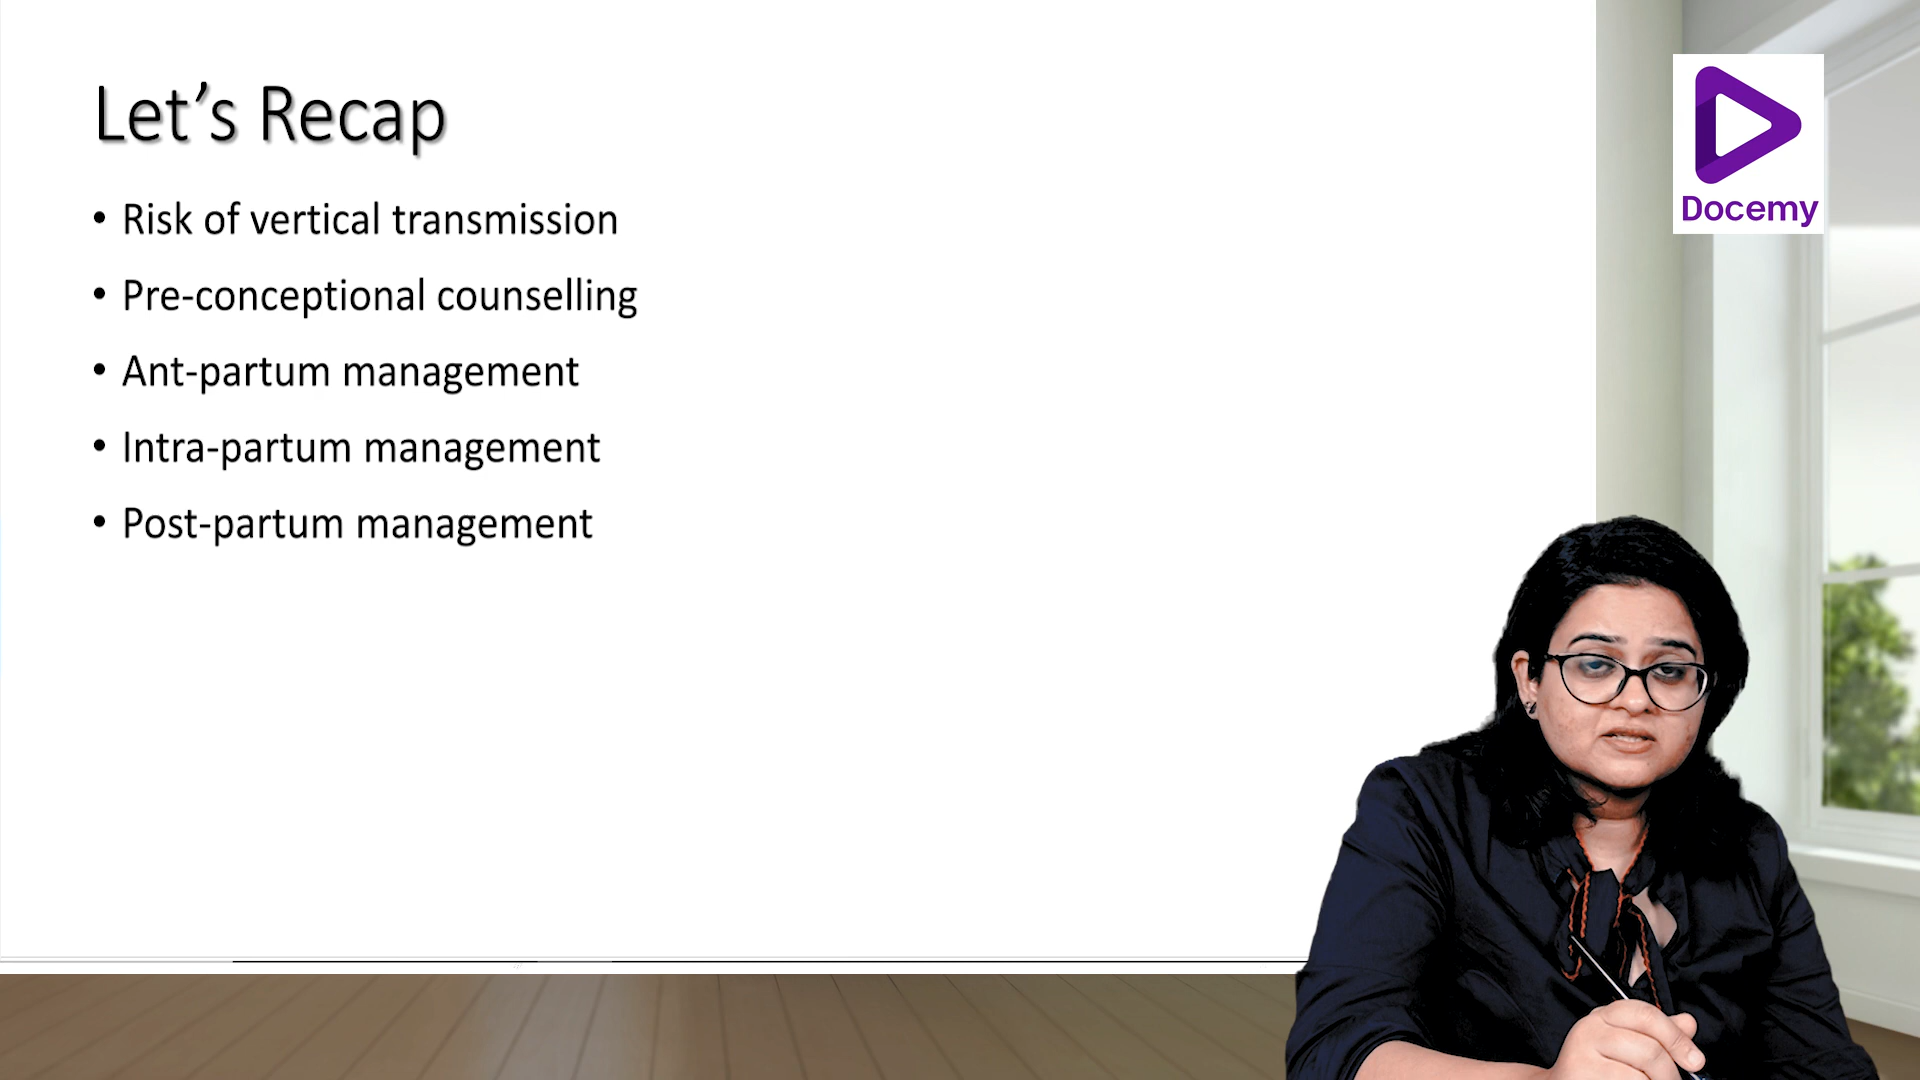 Let’s Recap
• Risk of vertical transmission
• Pre-conceptional counselling
• Ant-partum management
• Intra-partum management
• Post-partum management
Docemy